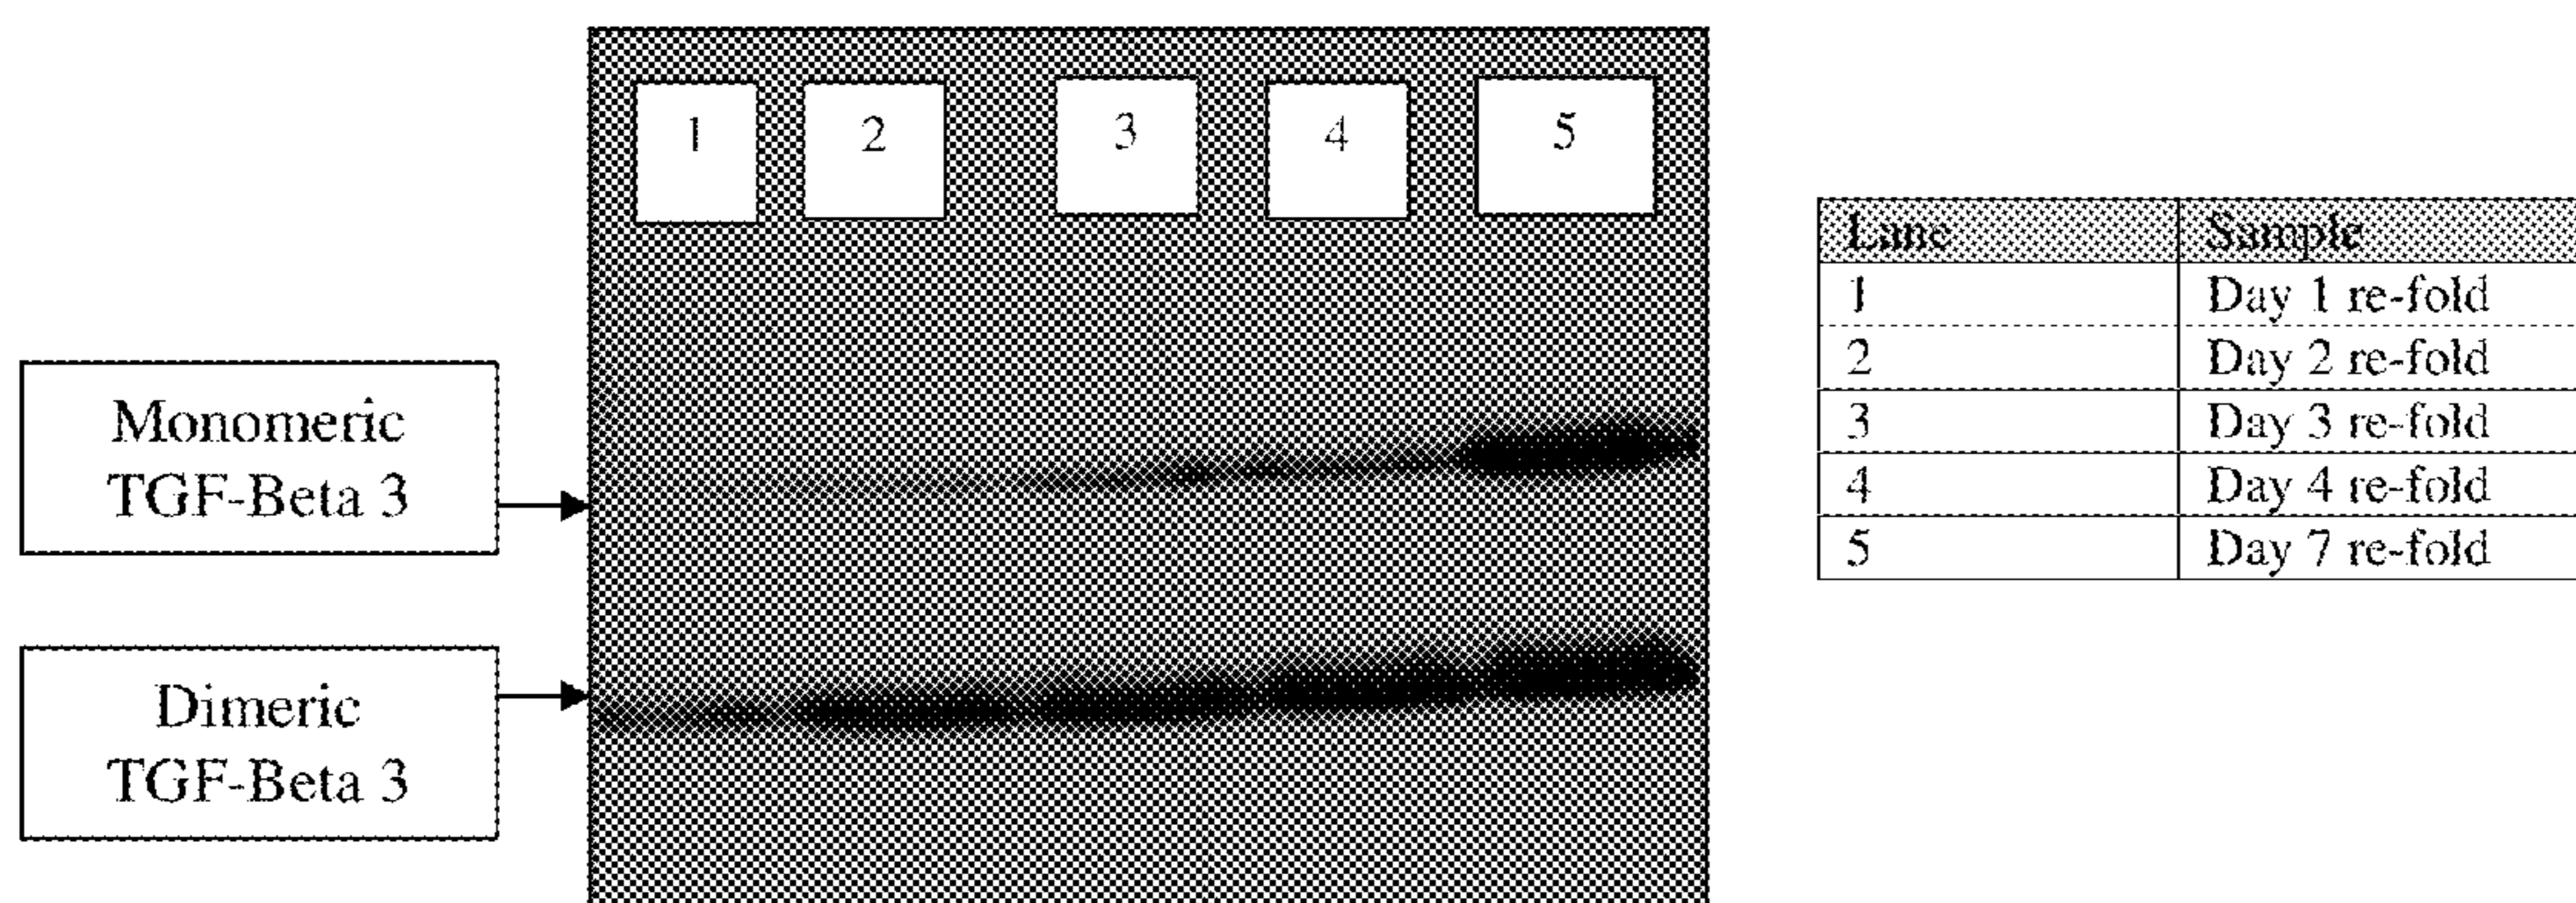 1 2 3 4 5
Monomeric
TGF-Beta 3
Dimeric
TGF-Beta 3
Lane Sample
1 Day 1 re-fold
2 Day 2 re-fold
3 Day 3 re-fold
4 Day 4 re-fold
5 Day 7 re-fold